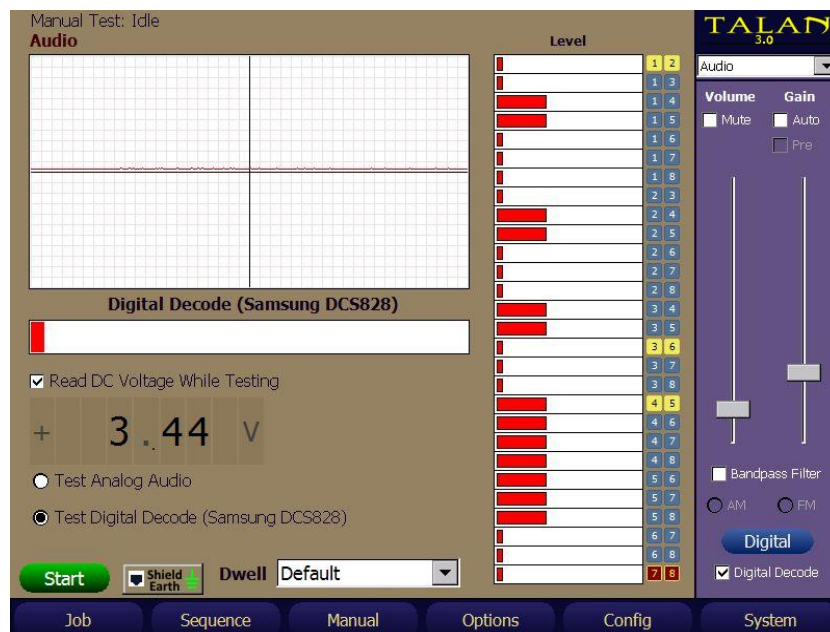 Manual Test: Idle
Audio
Level
TALAN
3.0
Audio
Volume Gain
Mute Auto
Pre
1 2
1 3
1 4
1 5
1 6
1 7
1 8
2 3
2 4
2 5
2 6
2 7
2 8
3 4
3 5
3 6
3 7
3 8
4 5
4 6
4 7
4 8
5 6
5 7
5 8
6 7
6 8
7 8
Digital Decode (Samsung DCS828)
Read DC Voltage While Testing
+ 3.44 V
Test Analog Audio
Test Digital Decode (Samsung DCS828)
Bandpass Filter
AM FM
Digital
Digital Decode
Start
Shield
Earth
Dwell Default
Job Sequence Manual Options Config System